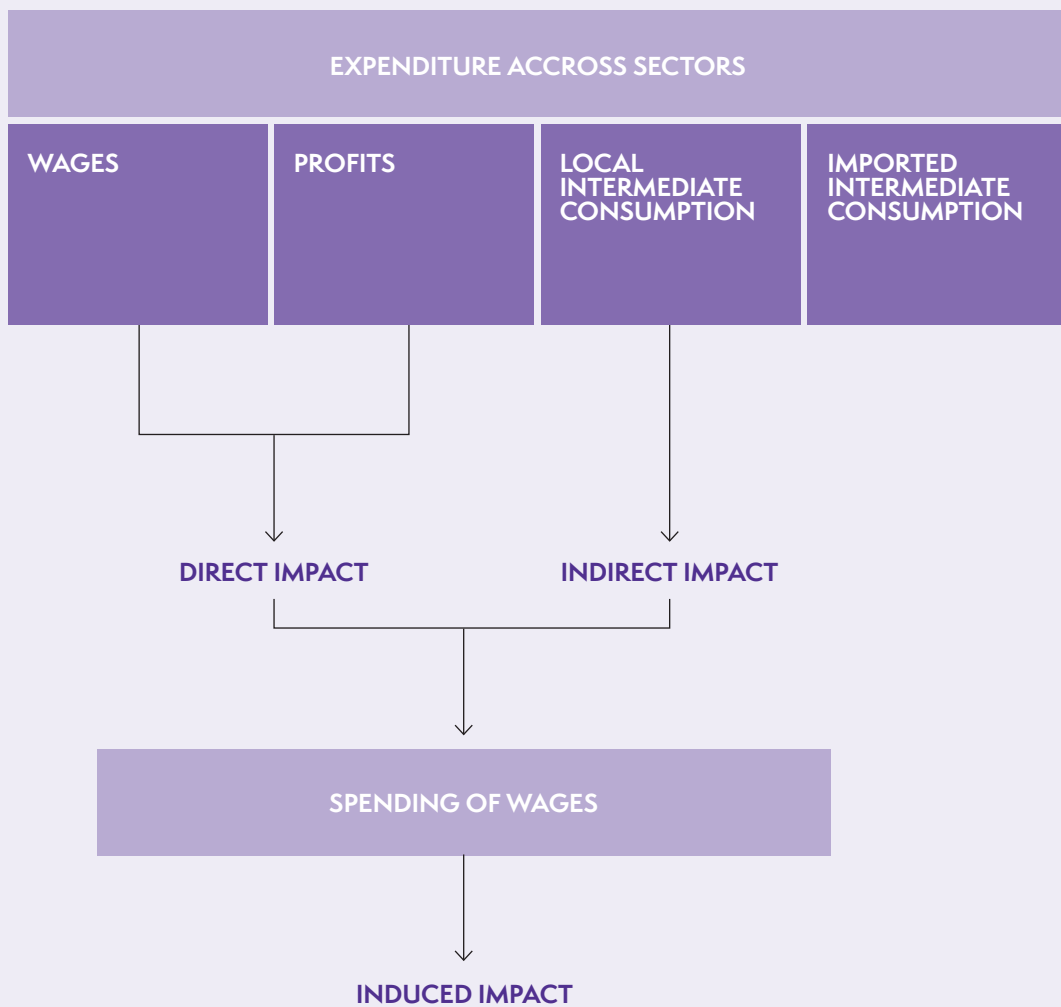 EXPENDITURE ACCROSS SECTORS
WAGES
PROFITS
LOCAL
INTERMEDIATE
CONSUMPTION
IMPORTED
INTERMEDIATE
CONSUMPTION
DIRECT IMPACT
INDIRECT IMPACT
SPENDING OF WAGES
INDUCED IMPACT